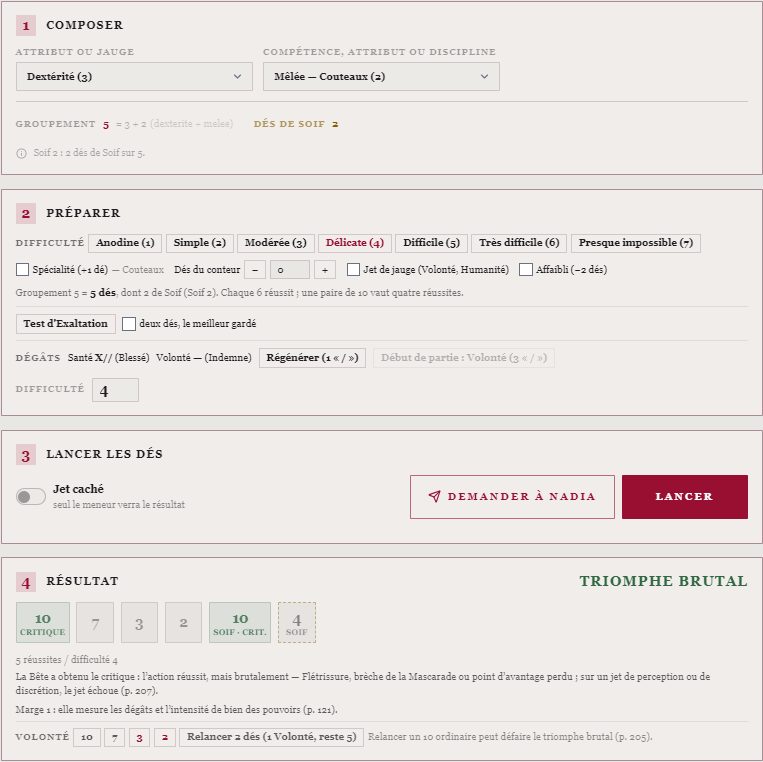 1 COMPOSER
ATTRIBUT OU JAUGE COMPÉTENCE, ATTRIBUT OU DISCIPLINE
Dextérité (3) Mêlée — Couteaux (2)
GROUPEMENT 5 = 3 + 2 (dexterite + melee) DÉS DE SOIF 2
Soif 2 : 2 dés de Soif sur 5.
2 PRÉPARER
DIFFICULTÉ Anodine (1) Simple (2) Modérée (3) Délicate (4) Difficile (5) Très difficile (6) Presque impossible (7)
Spécialité (+1 dé) — Couteaux Dés du conteur − 0 + Jet de jauge (Volonté, Humanité) Affaibli (−2 dés)
Groupement 5 = 5 dés, dont 2 de Soif (Soif 2). Chaque 6 réussit ; une paire de 10 vaut quatre réussites.
Test d'Exaltation deux dés, le meilleur gardé
DÉGÂTS Santé X// (Blessé) Volonté — (Indemne) Régénérer (1 « / ») Début de partie : Volonté (3 « / »)
DIFFICULTÉ 4
3 LANCER LES DÉS
Jet caché
seul le meneur verra le résultat
DEMANDER À NADIA LANCER
4 RÉSULTAT TRIOMPHE BRUTAL
10 7 3 2 10 4
CRITIQUE SOIF · CRIT. SOIF
5 réussites / difficulté 4
La Bête a obtenu le critique : l'action réussit, mais brutalement — Flétrissure, brèche de la Mascarade ou point d'avantage perdu ; sur un jet de perception ou de
discrétion, le jet échoue (p. 207).
Marge 1 : elle mesure les dégâts et l'intensité de bien des pouvoirs (p. 121).
VOLONTÉ 10 7 3 2 Relancer 2 dés (1 Volonté, reste 5) Relancer un 10 ordinaire peut défaire le triomphe brutal (p. 205).